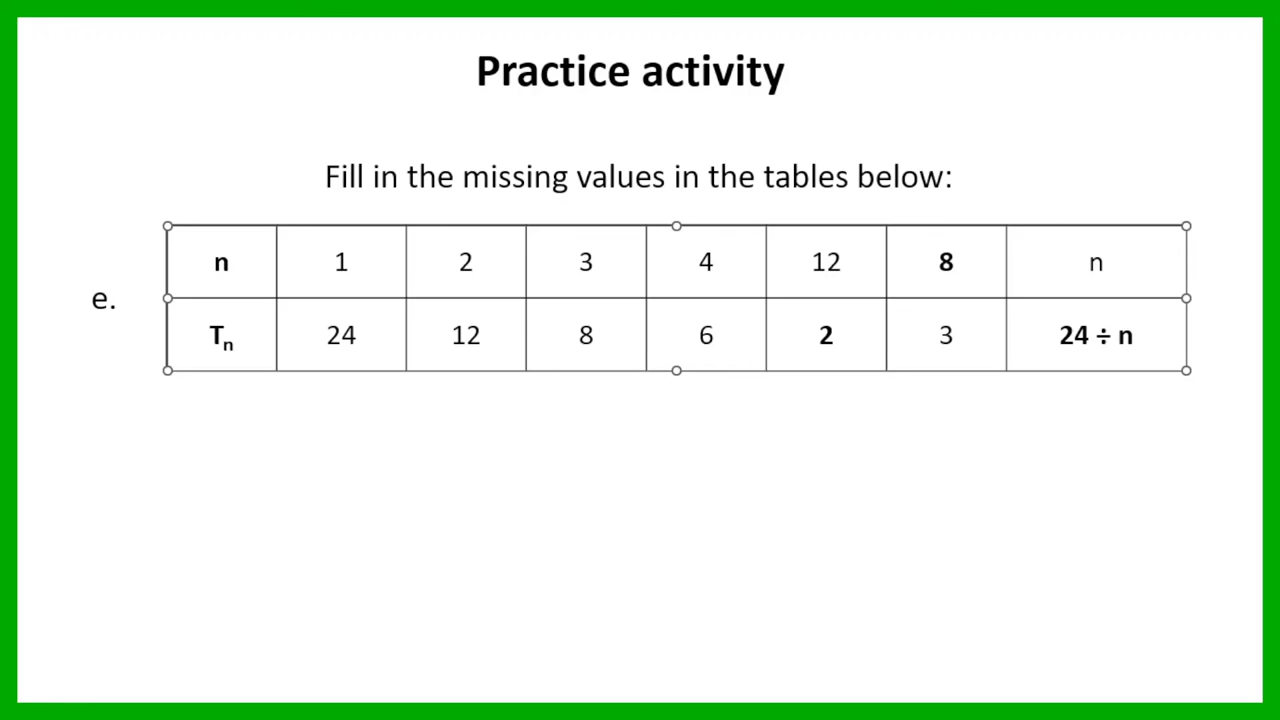 Practice activity
Fill in the missing values in the tables below:
e.
n 1 2 3 4 12 8 n
Tn 24 12 8 6 2 3 24 ÷ n